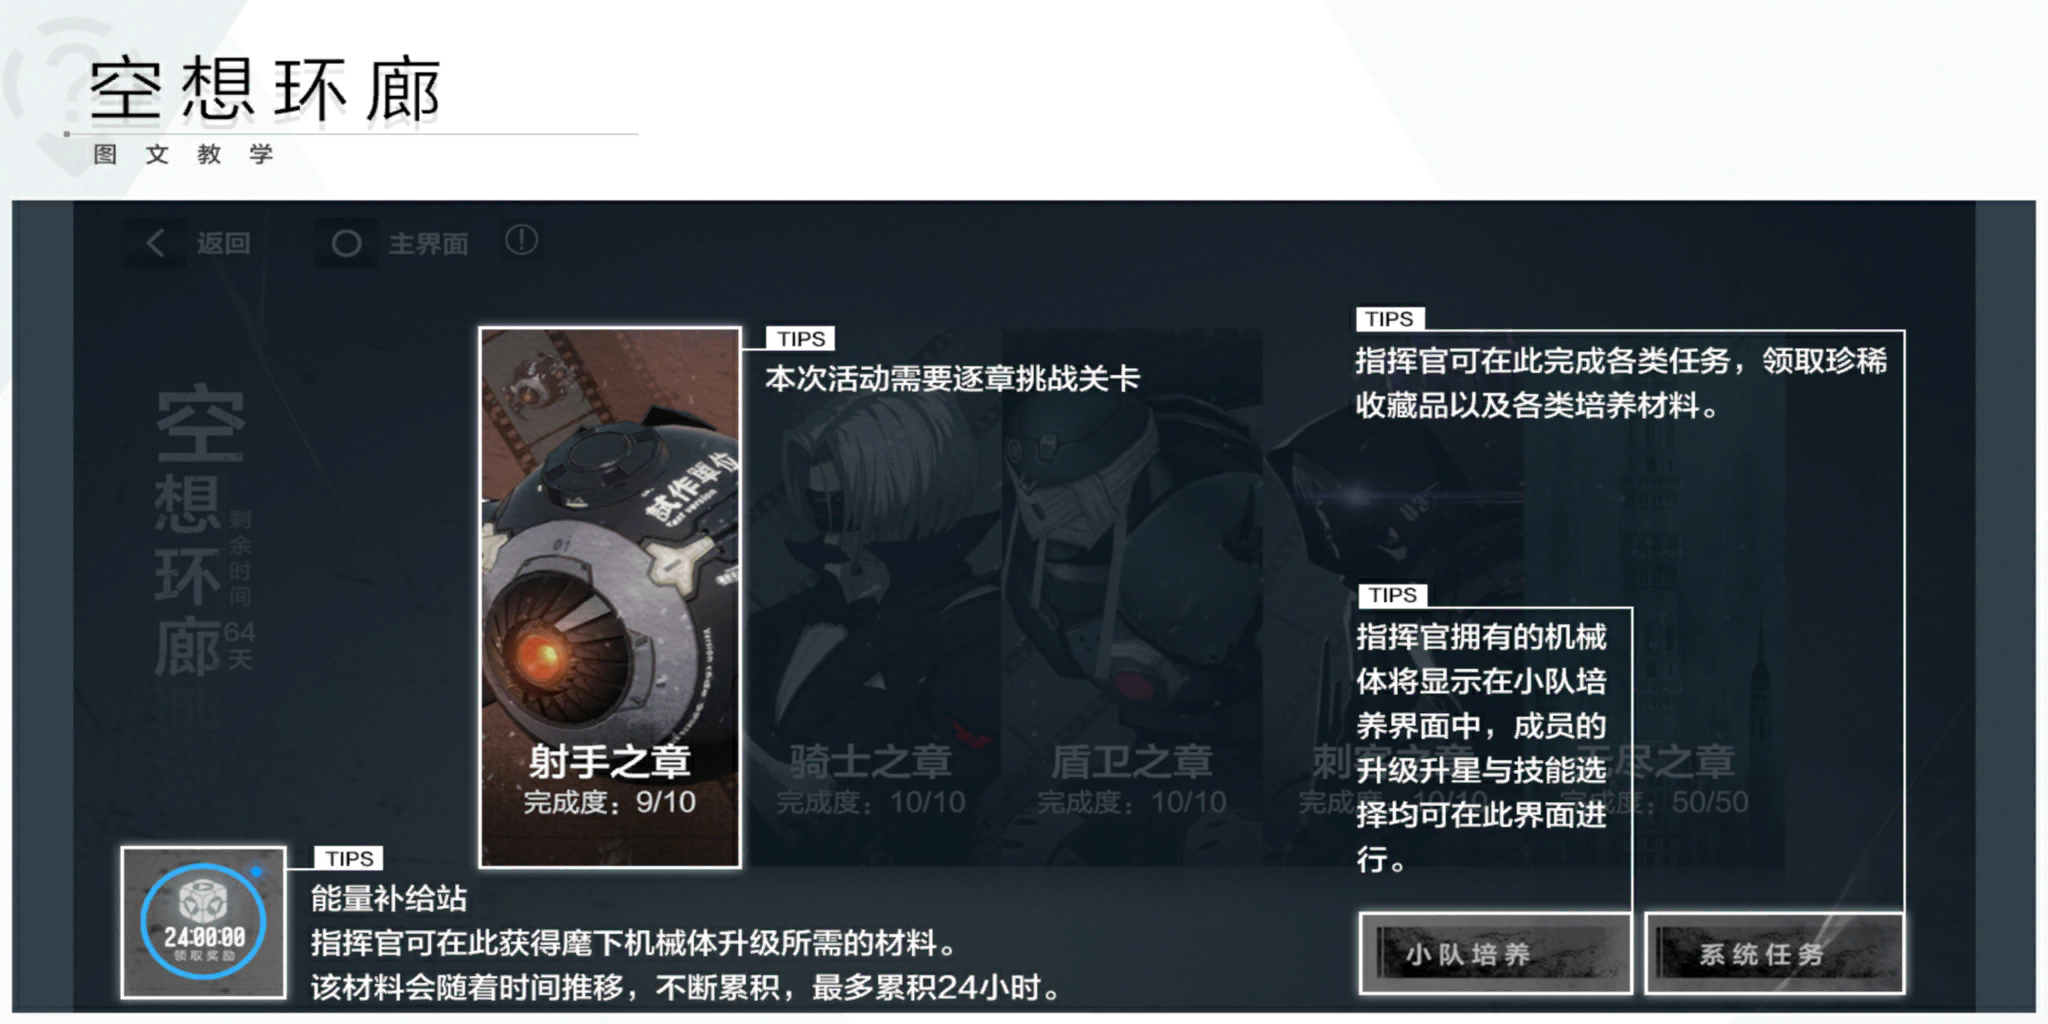 空想环廊
图文教学
返回
主界面
空想环廊
剩余时间64天
TIPS
本次活动需要逐章挑战关卡
試作單位
Test version
01
射手之章
完成度：9/10
骑士之章
完成度：10/10
盾卫之章
完成度：10/10
刺客之章
完成度：10/10
无尽之章
完成度：50/50
TIPS
指挥官可在此完成各类任务，领取珍稀
收藏品以及各类培养材料。
TIPS
指挥官拥有的机械
体将显示在小队培
养界面中，成员的
升级升星与技能选
择均可在此界面进
行。
24:00:00
领取奖励
TIPS
能量补给站
指挥官可在此获得麾下机械体升级所需的材料。
该材料会随着时间推移，不断累积，最多累积24小时。
小队培养
系统任务